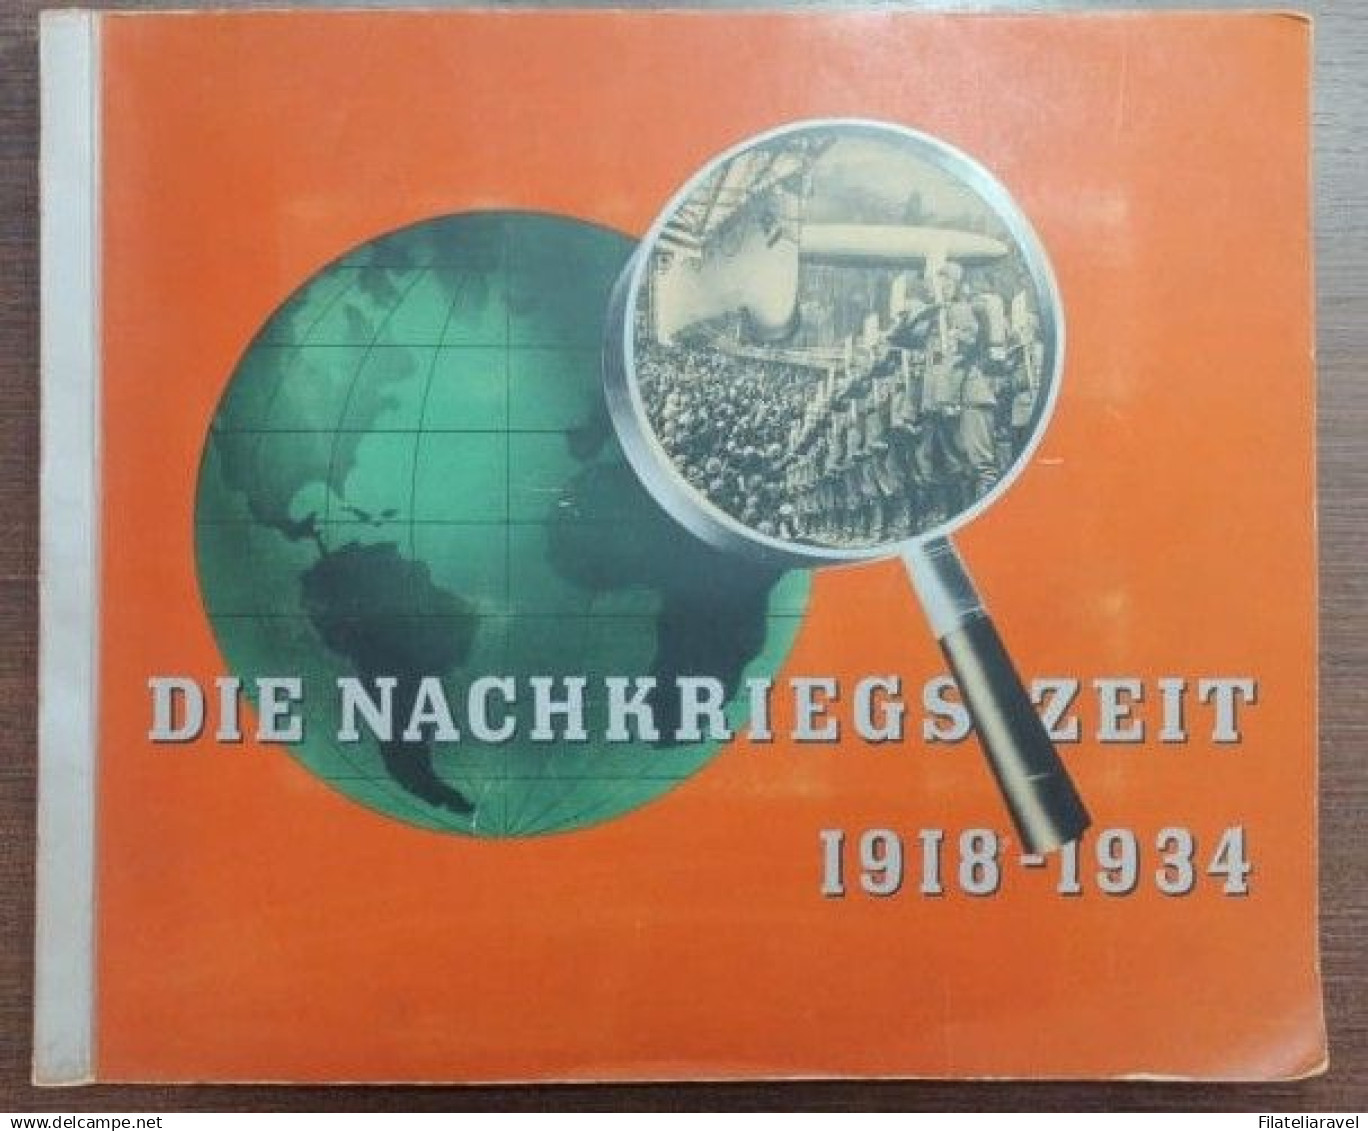 DIE NACHKRIEGSZEIT
1918-1934
www.delcampe.net
Filateliaravel